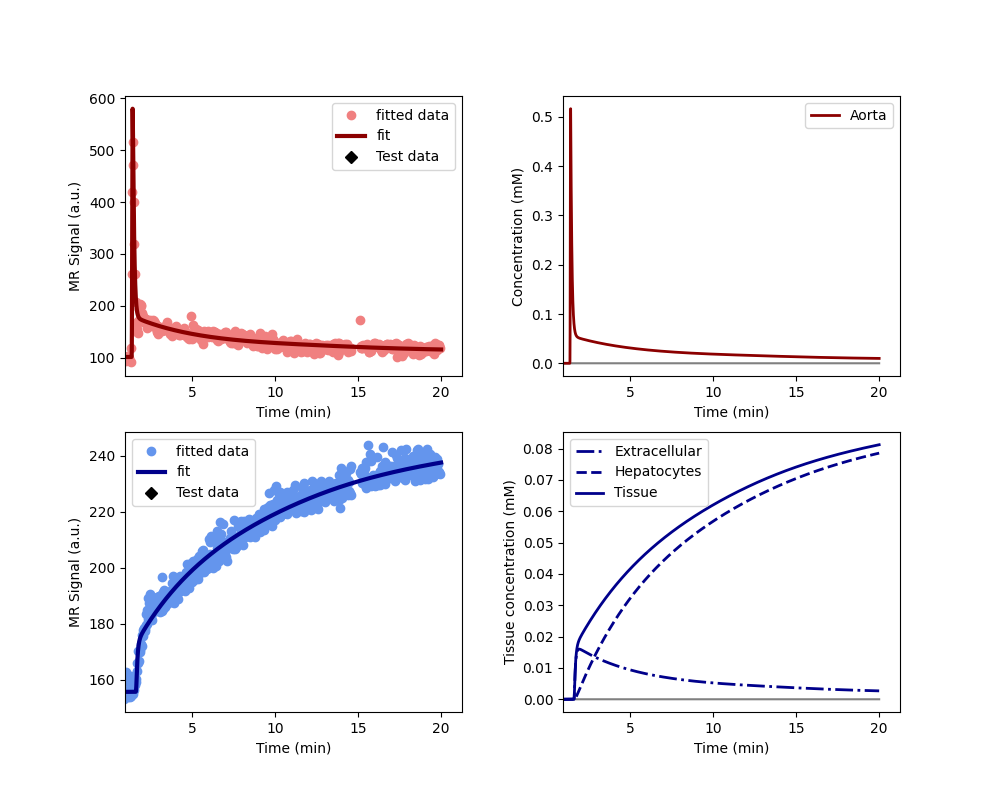 600
500
400
300
200
100
MR Signal (a.u.)
fitted data
fit
Test data
5
10
15
20
Time (min)
0.5
0.4
0.3
0.2
0.1
0.0
Concentration (mM)
Aorta
5
10
15
20
Time (min)
240
220
200
180
160
MR Signal (a.u.)
fitted data
fit
Test data
5
10
15
20
Time (min)
0.08
0.07
0.06
0.05
0.04
0.03
0.02
0.01
0.00
Tissue concentration (mM)
Extracellular
Hepatocytes
Tissue
5
10
15
20
Time (min)